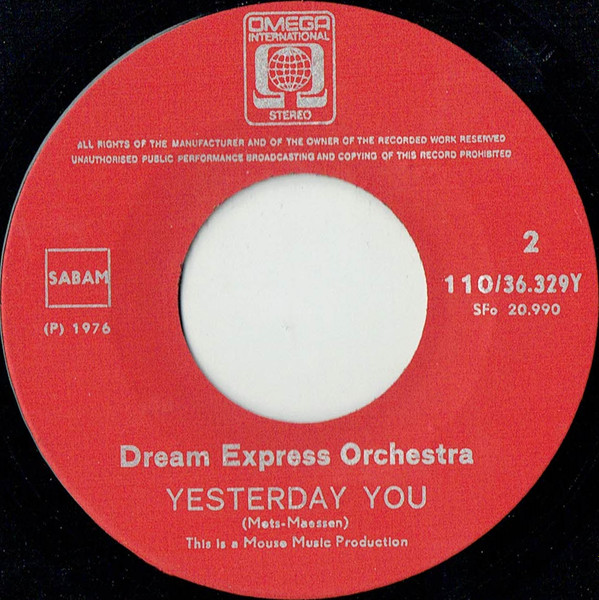 OMEGA
INTERNATIONAL
STEREO
ALL RIGHTS OF THE MANUFACTURER AND OF THE OWNER OF THE RECORDED WORK RESERVED
UNAUTHORISED PUBLIC PERFORMANCE BROADCASTING AND COPYING OF THIS RECORD PROHIBITED
SABAM
(P) 1976
2
110/36.329Y
SFo 20.990
Dream Express Orchestra
YESTERDAY YOU
(Mets-Maessen)
This is a Mouse Music Production